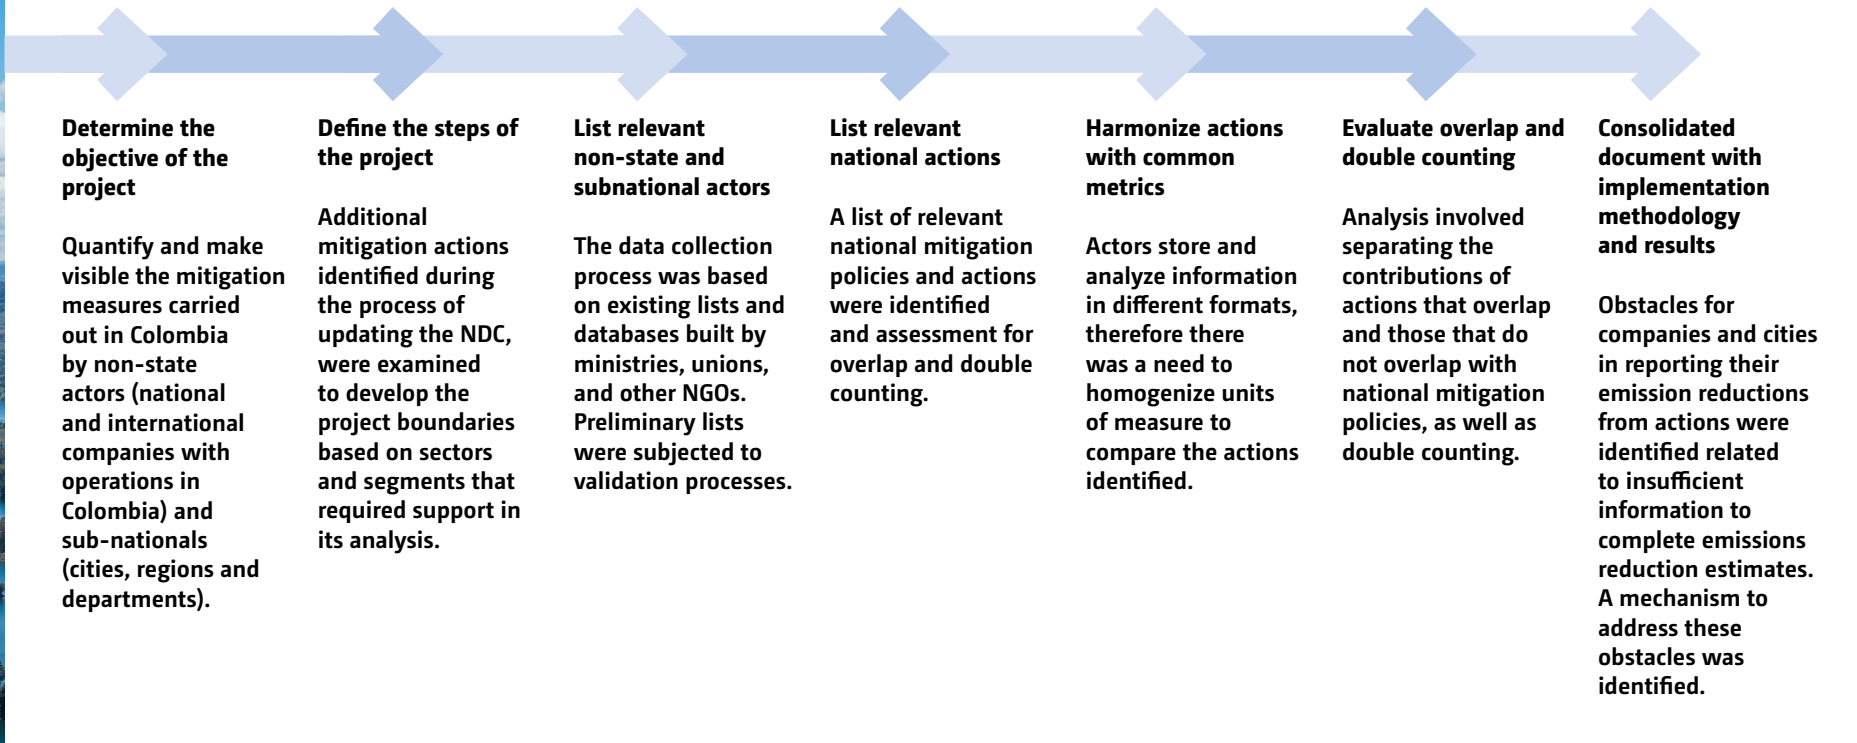 Determine the
objective of the
project
Quantify and make
visible the mitigation
measures carried
out in Colombia
by non-state
actors (national
and international
companies with
operations in
Colombia) and
sub-nationals
(cities, regions and
departments).
Define the steps of
the project
Additional
mitigation actions
identified during
the process of
updating the NDC,
were examined
to develop the
project boundaries
based on sectors
and segments that
required support in
its analysis.
List relevant
non-state and
subnational actors
The data collection
process was based
on existing lists and
databases built by
ministries, unions,
and other NGOs.
Preliminary lists
were subjected to
validation processes.
List relevant
national actions
A list of relevant
national mitigation
policies and actions
were identified
and assessment for
overlap and double
counting.
Harmonize actions
with common
metrics
Actors store and
analyze information
in different formats,
therefore there
was a need to
homogenize units
of measure to
compare the actions
identified.
Evaluate overlap and
double counting
Analysis involved
separating the
contributions of
actions that overlap
and those that do
not overlap with
national mitigation
policies, as well as
double counting.
Consolidated
document with
implementation
methodology
and results
Obstacles for
companies and cities
in reporting their
emission reductions
from actions were
identified related
to insufficient
information to
complete emissions
reduction estimates.
A mechanism to
address these
obstacles was
identified.